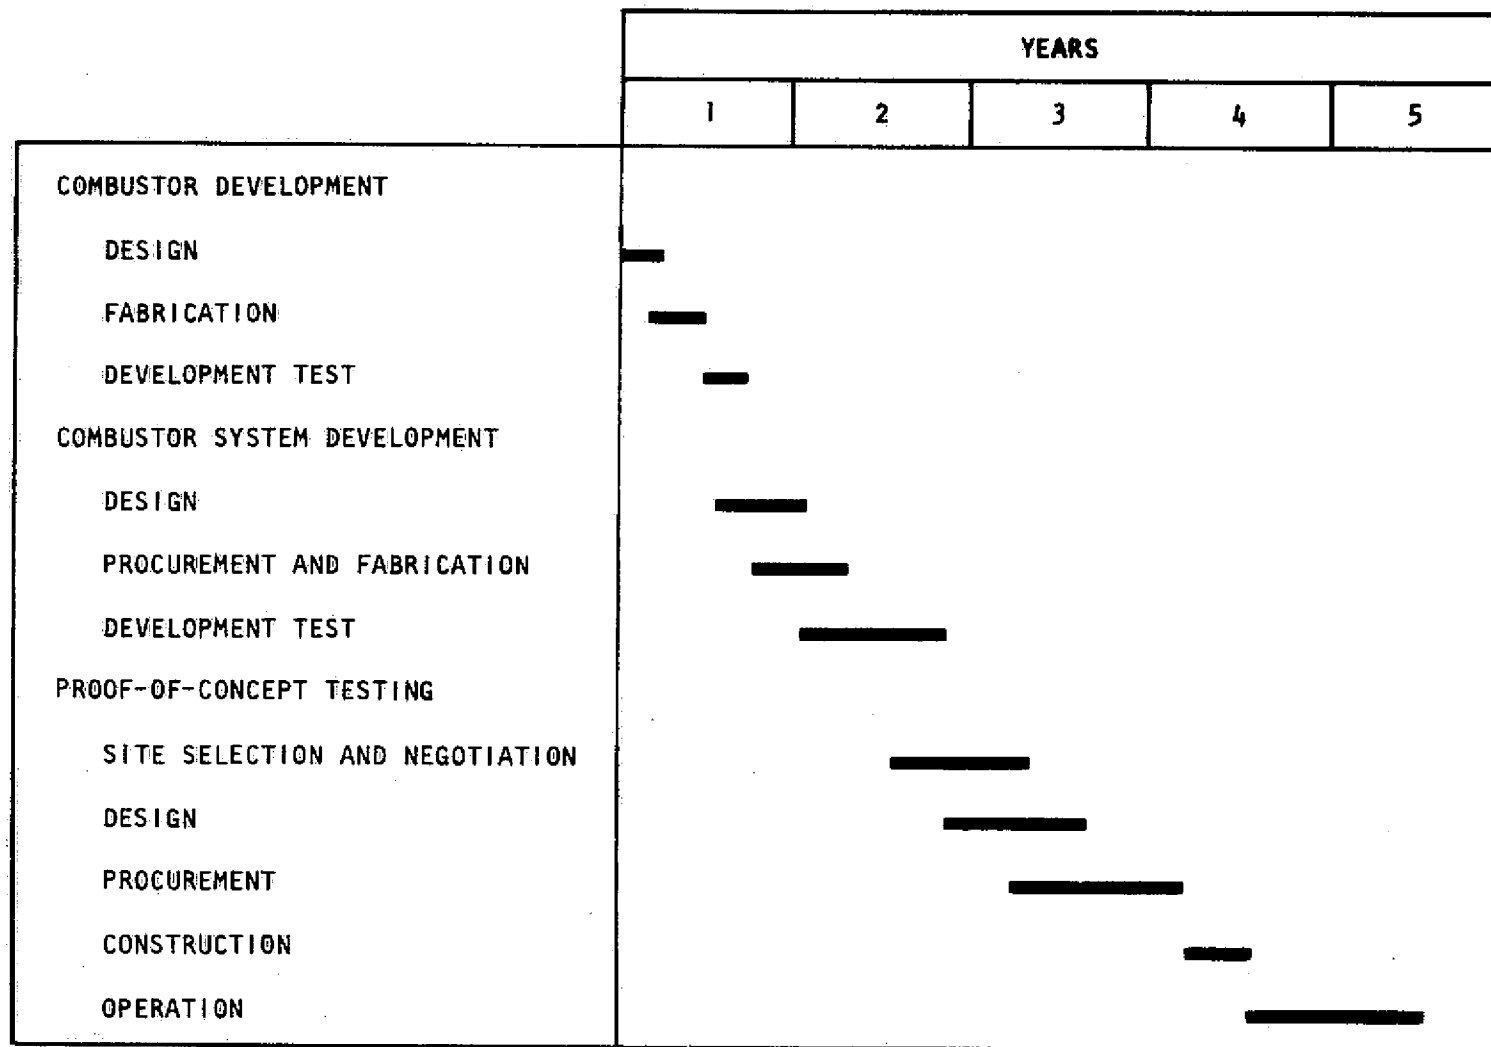 YEARS
1 2 3 4 5
COMBUSTOR DEVELOPMENT
DESIGN
FABRICATION
DEVELOPMENT TEST
COMBUSTOR SYSTEM DEVELOPMENT
DESIGN
PROCUREMENT AND FABRICATION
DEVELOPMENT TEST
PROOF-OF-CONCEPT TESTING
SITE SELECTION AND NEGOTIATION
DESIGN
PROCUREMENT
CONSTRUCTION
OPERATION